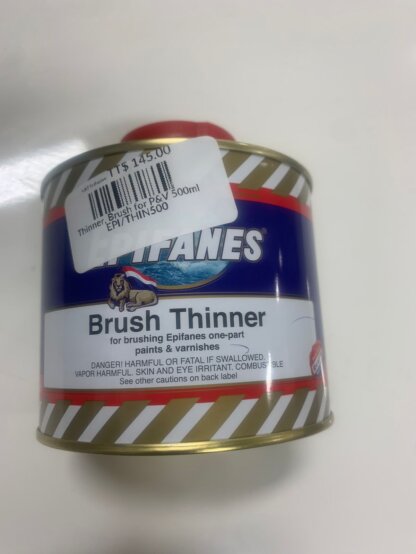 TT$ 145.00
Thinner, Brush for P&V 500ml
EPI/THIN500
EPIFANES®
Brush Thinner
for brushing Epifanes one-part
paints & varnishes
DANGER! HARMFUL OR FATAL IF SWALLOWED.
VAPOR HARMFUL. SKIN AND EYE IRRITANT. COMBUSTIBLE
See other cautions on back label